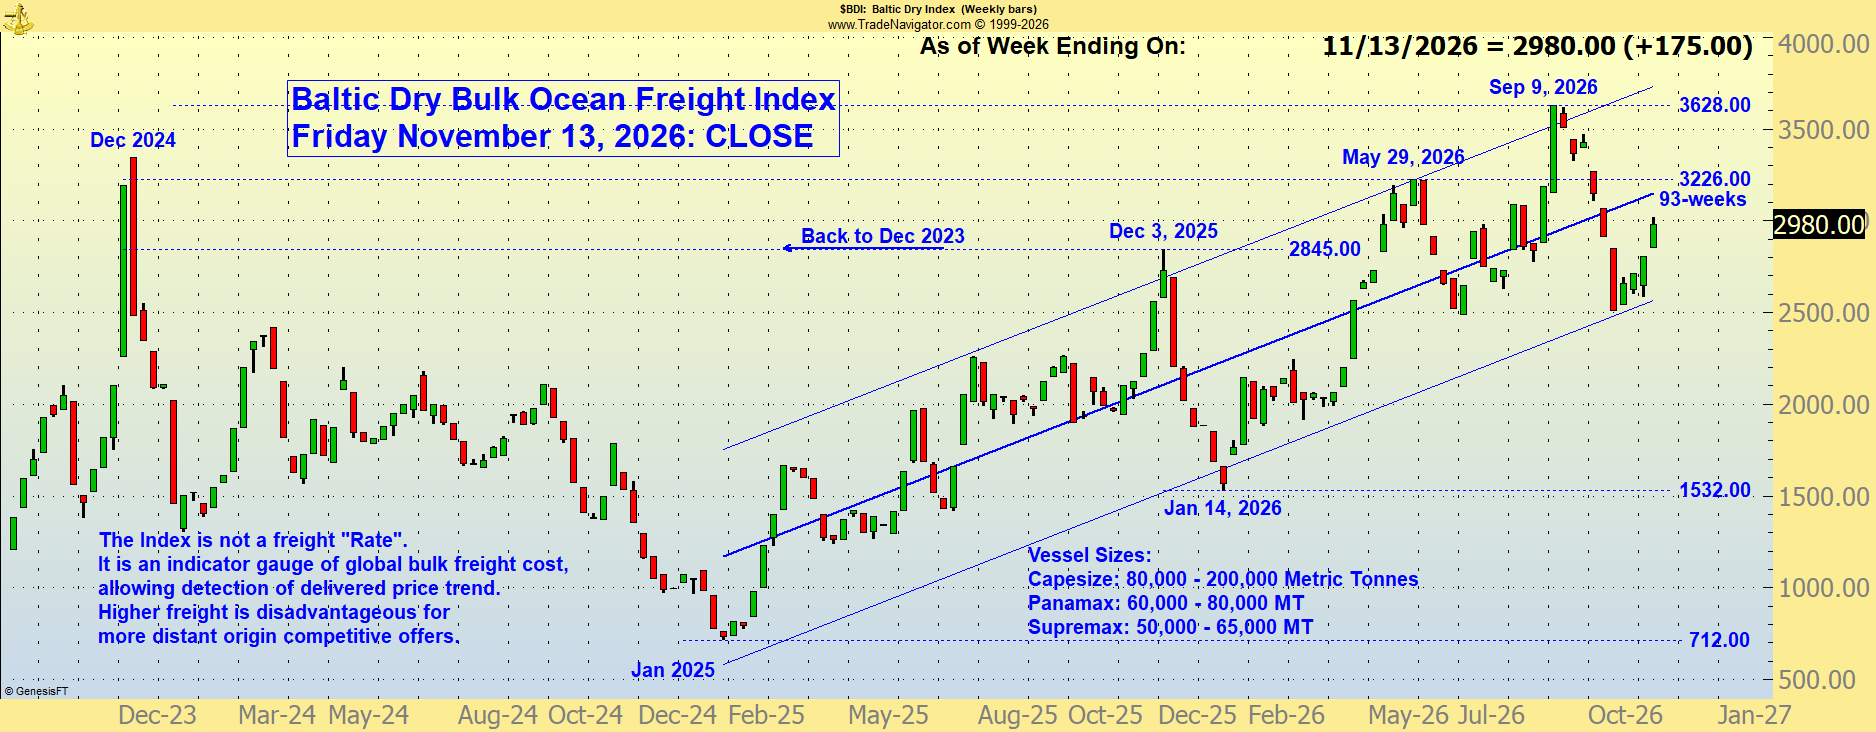 $BDI: Baltic Dry Index (Weekly bars)
www.TradeNavigator.com © 1999-2026
As of Week Ending On: 11/13/2026 = 2980.00 (+175.00)
Baltic Dry Bulk Ocean Freight Index
Friday November 13, 2026: CLOSE
Dec 2024
Back to Dec 2023
Dec 3, 2025
2845.00
May 29, 2026
Sep 9, 2026
3628.00
3226.00
93-weeks
1532.00
Jan 14, 2026
712.00
Jan 2025
The Index is not a freight "Rate".
It is an indicator gauge of global bulk freight cost,
allowing detection of delivered price trend.
Higher freight is disadvantageous for
more distant origin competitive offers.
Vessel Sizes:
Capesize: 80,000 - 200,000 Metric Tonnes
Panamax: 60,000 - 80,000 MT
Supremax: 50,000 - 65,000 MT
4000.00
3500.00
2980.00
2500.00
2000.00
1500.00
1000.00
500.00
© GenesisFT
Dec-23 Mar-24 May-24 Aug-24 Oct-24 Dec-24 Feb-25 May-25 Aug-25 Oct-25 Dec-25 Feb-26 May-26 Jul-26 Oct-26 Jan-27